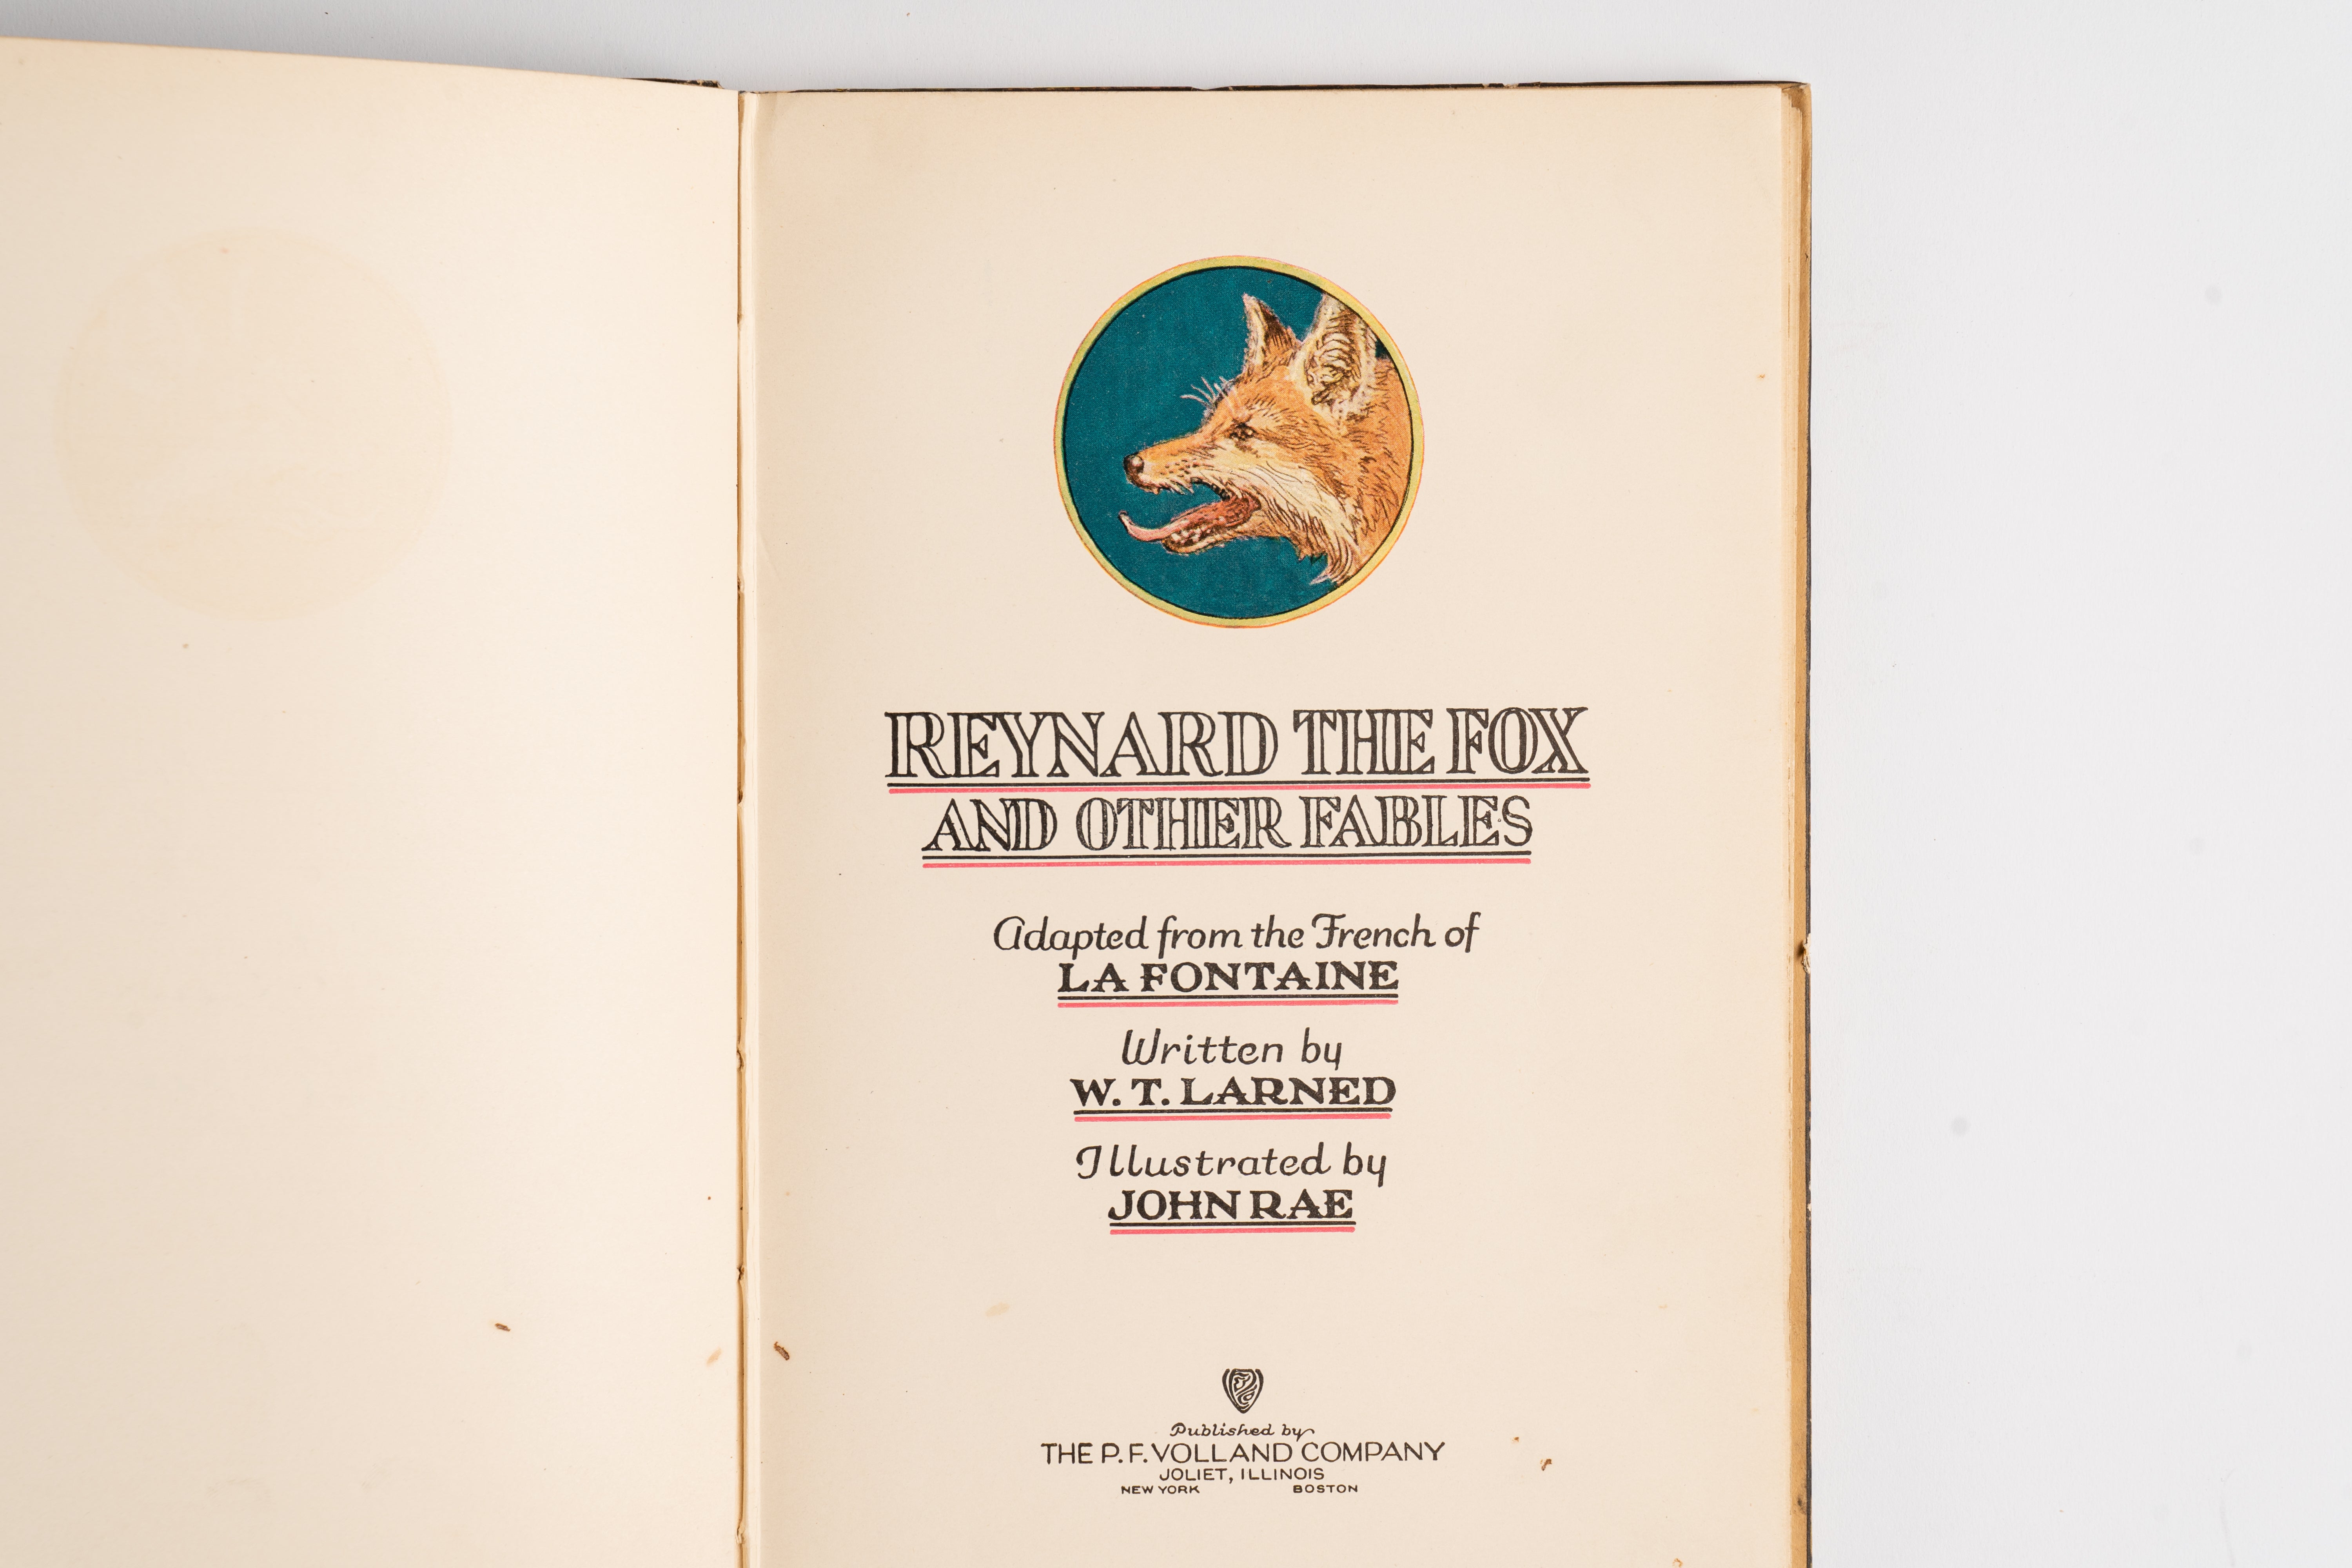 REYNARD THE FOX
AND OTHER FABLES
Adapted from the French of
LA FONTAINE
Written by
W. T. LARNED
Illustrated by
JOHN RAE
Published by
THE P. F. VOLLAND COMPANY
JOLIET, ILLINOIS
NEW YORK BOSTON